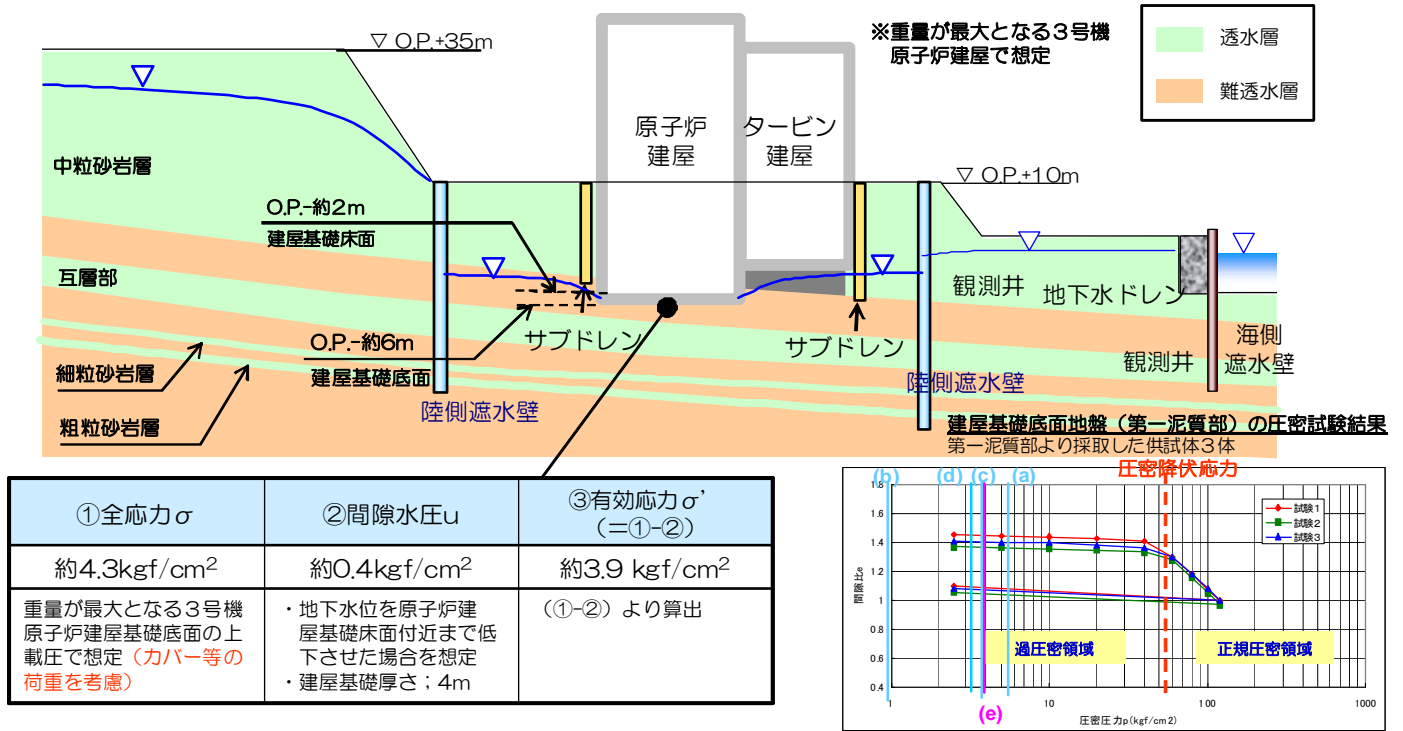 ▽ O.P.+35m
※重量が最大となる3号機
原子炉建屋で想定
透水層
難透水層
原子炉
建屋
タービン
建屋
中粒砂岩層
▽ O.P.+10m
O.P.-約2m
建屋基礎床面
互層部
観測井
地下水ドレン
O.P.-約6m
建屋基礎底面
サブドレン
サブドレン
海側
遮水壁
観測井
細粒砂岩層
陸側遮水壁
陸側遮水壁
粗粒砂岩層
建屋基礎底面地盤(第一泥質部)の圧密試験結果
第一泥質部より採取した供試体3体
圧密降伏応力
①全応力σ
②間隙水圧u
③有効応力σ’
(=①-②)
約4.3kgf/cm²
約0.4kgf/cm²
約3.9 kgf/cm²
重量が最大となる3号機
原子炉建屋基礎底面の上
載圧で想定(カバー等の
荷重を考慮)
・地下水位を原子炉建
屋基礎床面付近まで低
下させた場合を想定
・建屋基礎厚さ;4m
(①-②)より算出
(b)
(d)
(c)
(a)
1.8
1.6
1.4
1.2
1
0.8
0.6
0.4
間隙比e
試験1
試験2
試験3
過圧密領域
正規圧密領域
1
10
100
1000
(e)
圧密圧力p(kgf/cm2)